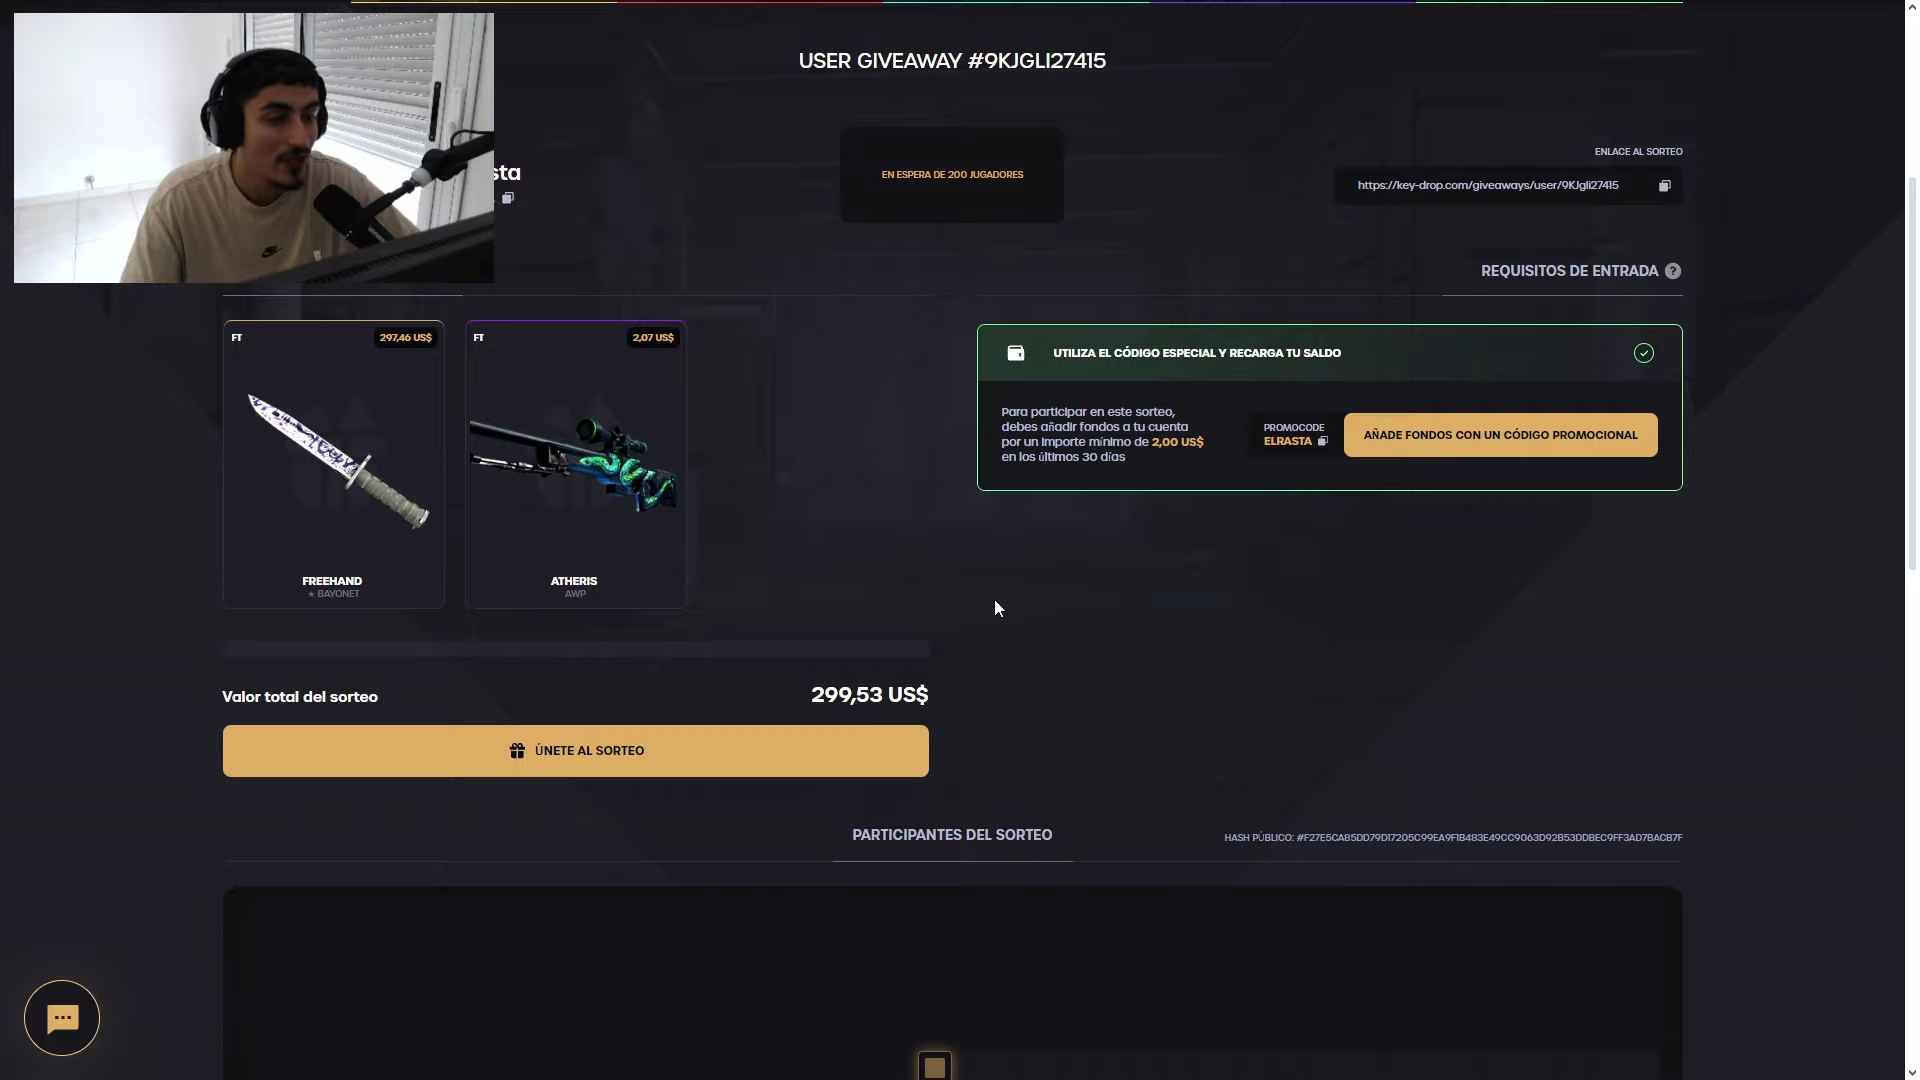 USER GIVEAWAY #9KJGLI27415
sta
EN ESPERA DE 200 JUGADORES
ENLACE AL SORTEO
https://key-drop.com/giveaways/user/9KJgli27415
REQUISITOS DE ENTRADA ?
FT
297,46 US$
FREEHAND
★ BAYONET
FT
2,07 US$
ATHERIS
AWP
UTILIZA EL CÓDIGO ESPECIAL Y RECARGA TU SALDO
Para participar en este sorteo,
debes añadir fondos a tu cuenta
por un importe mínimo de 2,00 US$
en los últimos 30 días
PROMOCODE
ELRASTA
AÑADE FONDOS CON UN CÓDIGO PROMOCIONAL
Valor total del sorteo
299,53 US$
ÚNETE AL SORTEO
PARTICIPANTES DEL SORTEO
HASH PÚBLICO: #F27E5CA85DD79D17205C99EA9F1B483E49CC9063D92B53DDBEC9FF3AD7BACB7F